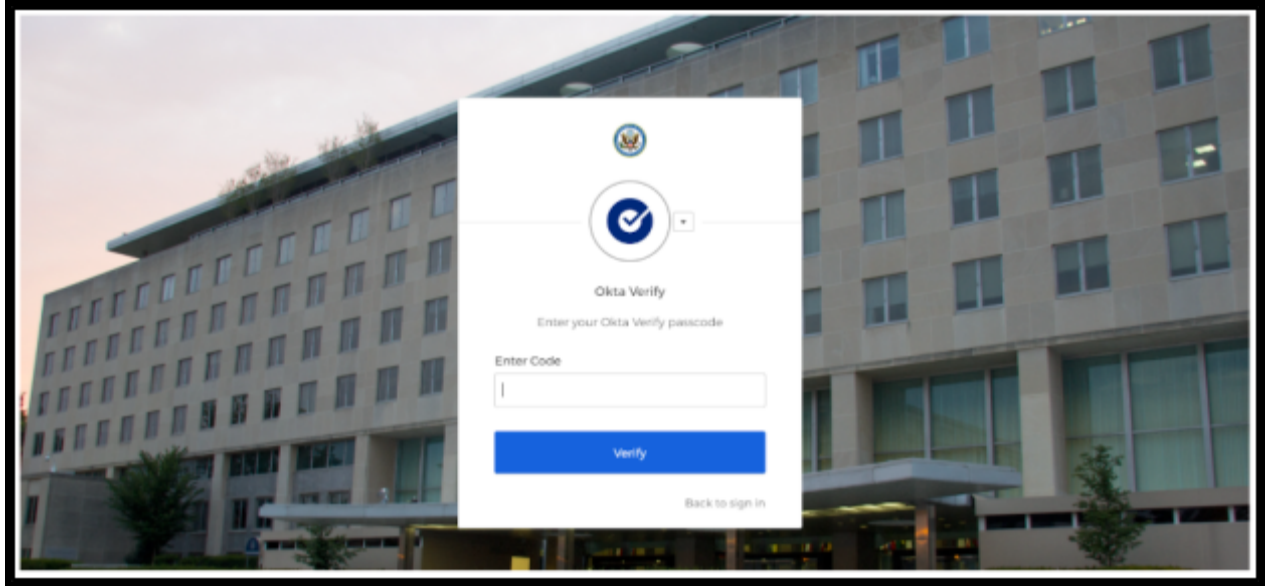 Okta Verify
Enter your Okta Verify passcode
Enter Code
Verify
Back to sign in